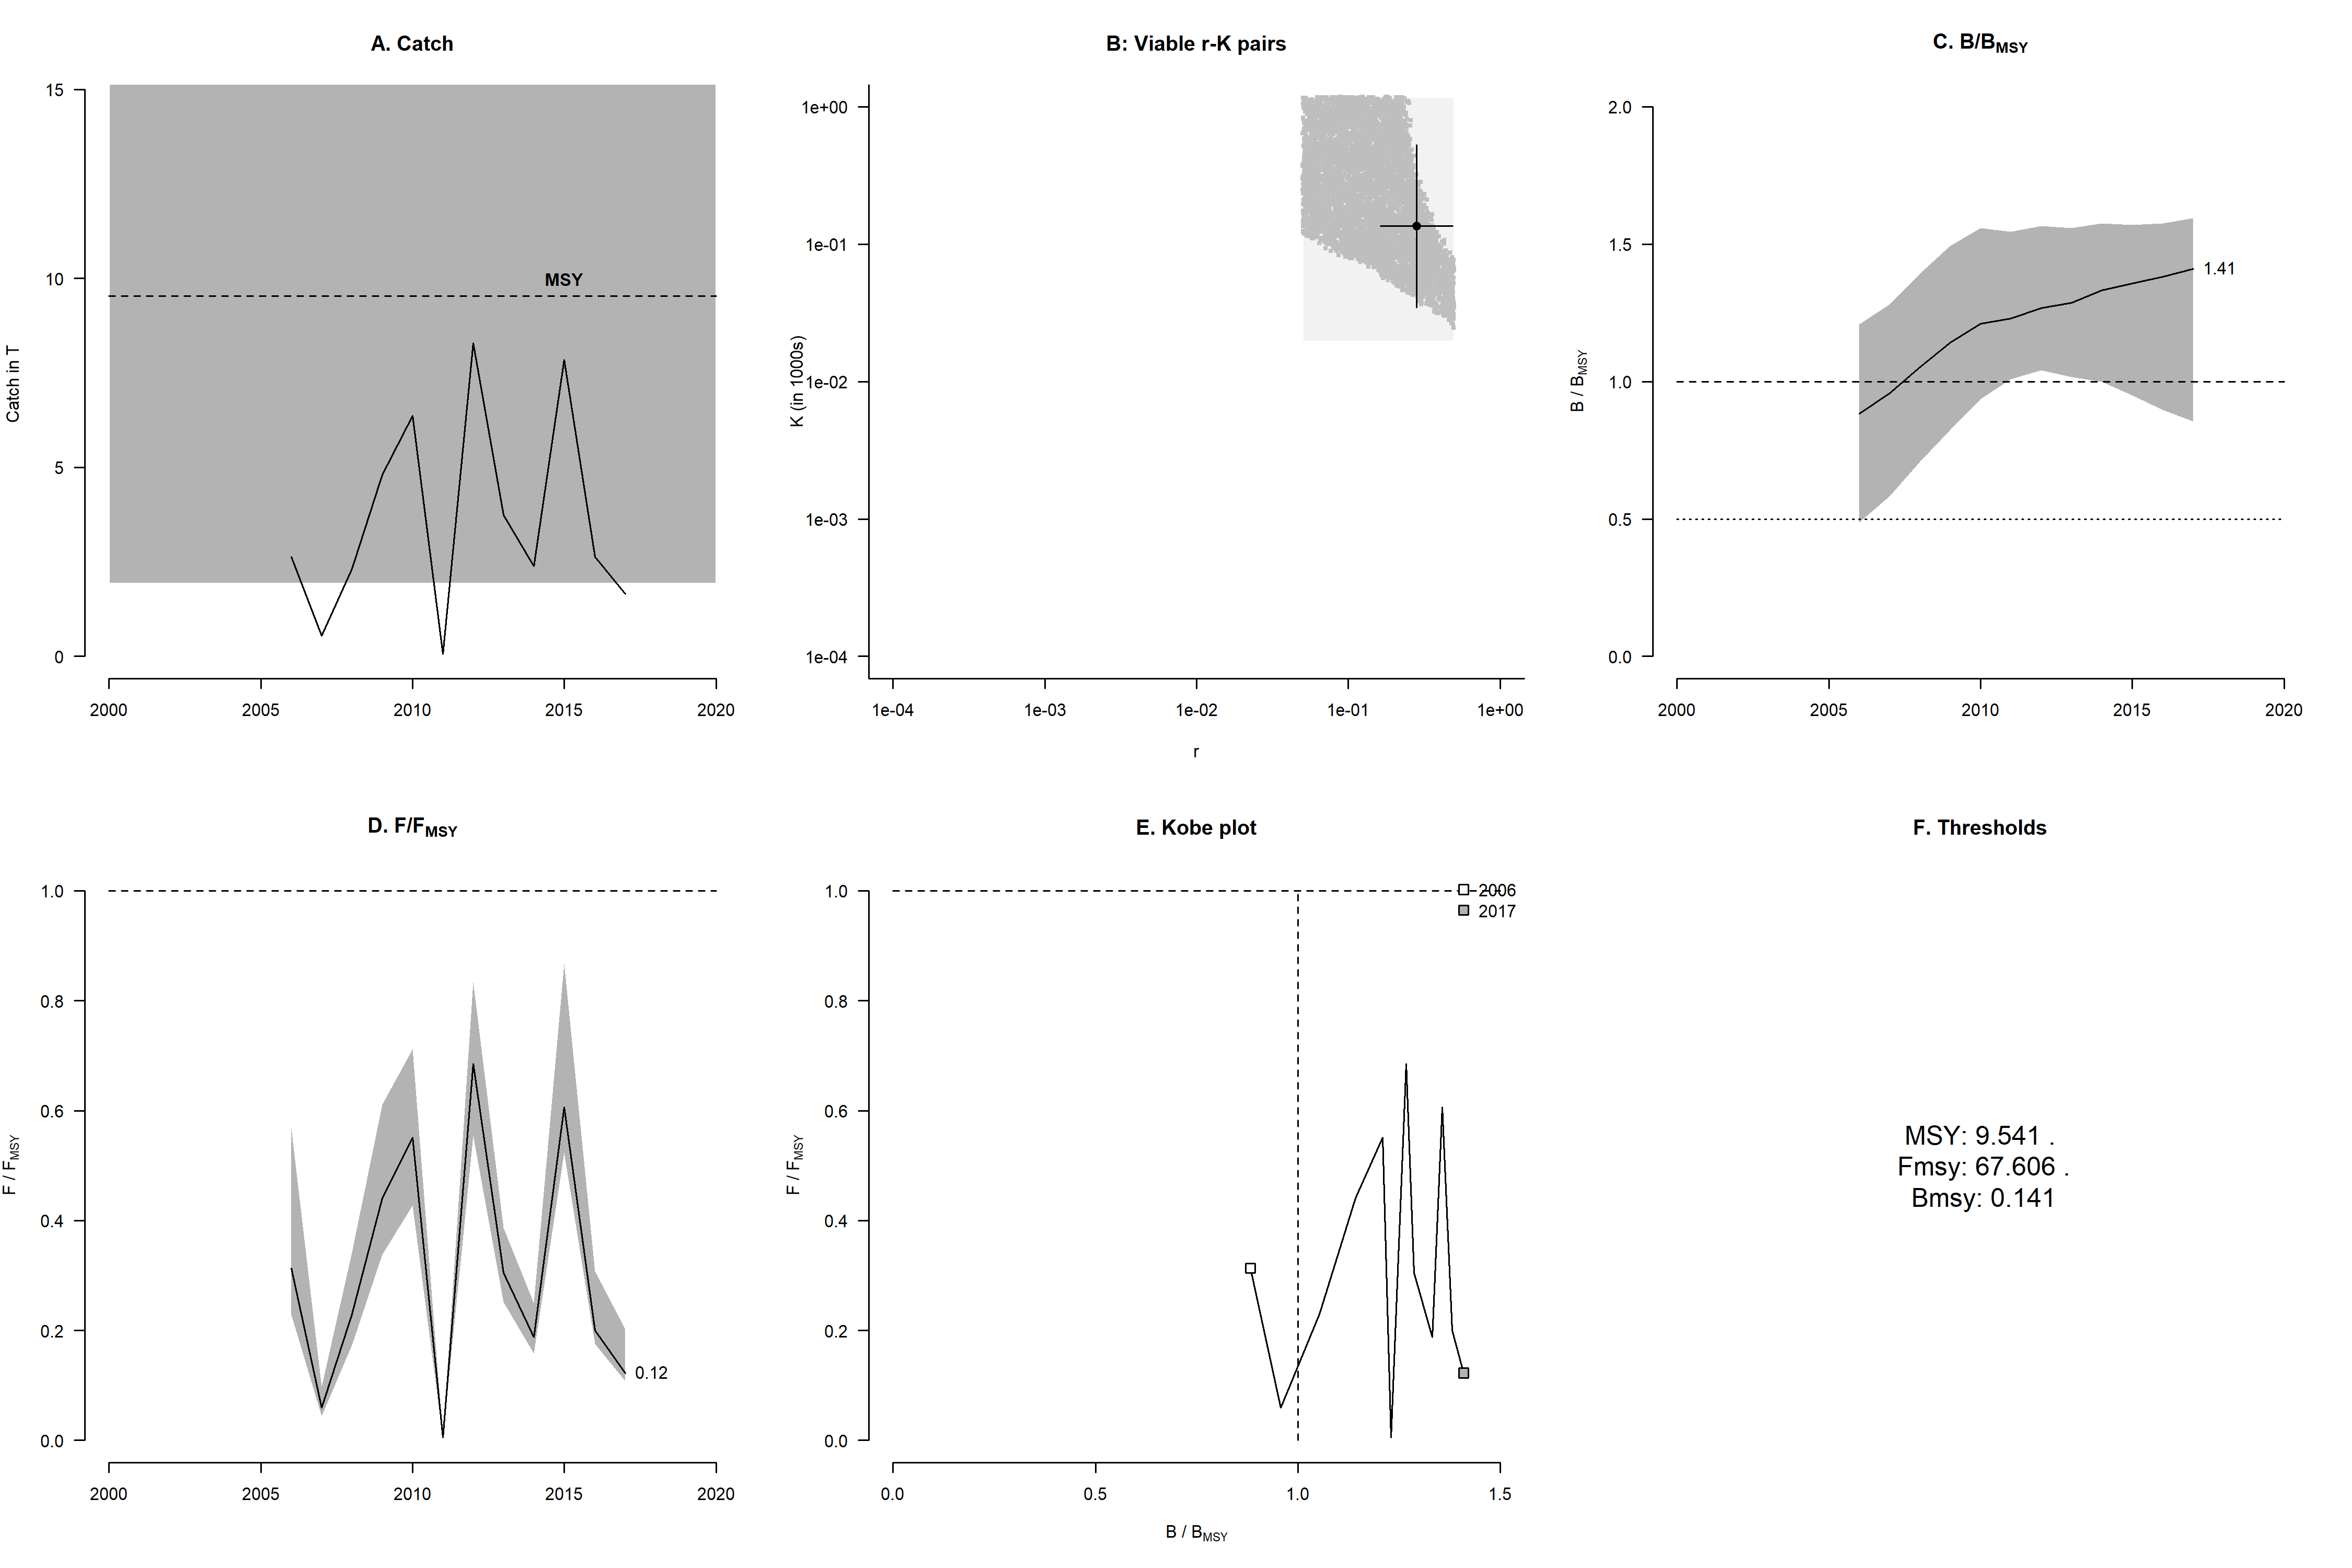 A. Catch
15
10
5
0
Catch in T
MSY
2000 2005 2010 2015 2020
B: Viable r-K pairs
1e+00
1e-01
1e-02
1e-03
1e-04
K (in 1000s)
1e-04 1e-03 1e-02 1e-01 1e+00
r
C. B/BMSY
2.0
1.5
1.0
0.5
0.0
B / BMSY
1.41
2000 2005 2010 2015 2020
D. F/FMSY
1.0
0.8
0.6
0.4
0.2
0.0
F / FMSY
0.12
2000 2005 2010 2015 2020
E. Kobe plot
1.0
0.8
0.6
0.4
0.2
0.0
F / FMSY
2006
2017
0.0 0.5 1.0 1.5
B / BMSY
F. Thresholds
MSY: 9.541 .
Fmsy: 67.606 .
Bmsy: 0.141